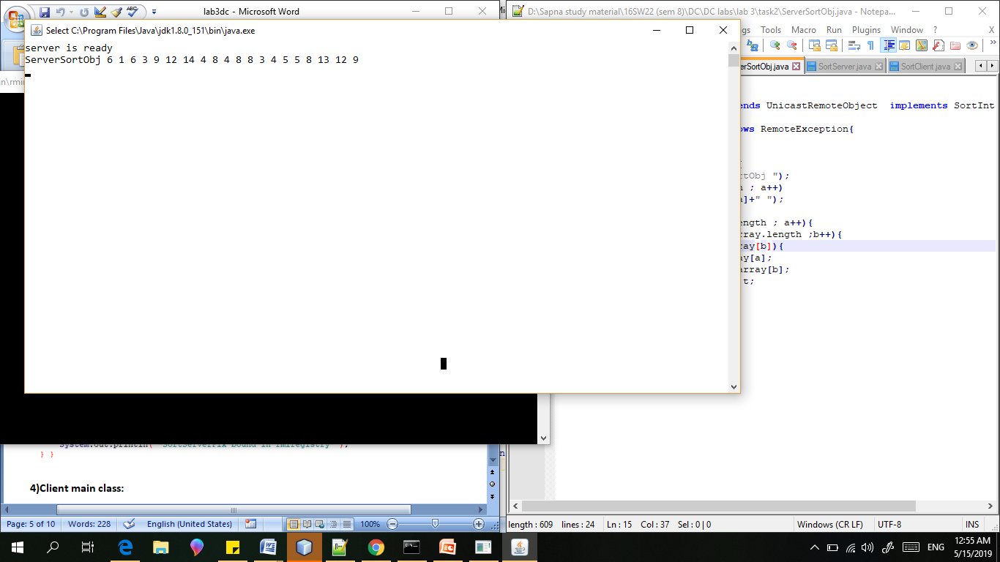 lab3dc - Microsoft Word
D:\Sapna study material\16SW22 (sem 8)\DC\DC labs\lab 3\task2\ServerSortObj.java - Notepa...
Select C:\Program Files\Java\jdk1.8.0_151\bin\java.exe
gs Tools Macro Run Plugins Window ?
server is ready
ServerSortObj 6 1 6 3 9 12 14 4 8 4 8 8 3 4 5 5 8 13 12 9
erSortObj.java SortServer.java SortClient.java
in\rmi
ends UnicastRemoteObject implements SortInt
ows RemoteException{
{
rtObj ");
h ; a++)
a]+" ");
ength ; a++){
rray.length ;b++){
ray[b]){
ay[a];
array[b];
t;
System.out.println( "SortServerFix bound in rmiregistry" );
} }
4)Client main class:
Page: 5 of 10 Words: 228 English (United States) 100%
length : 609 lines : 24 Ln : 15 Col : 37 Sel : 0 | 0 Windows (CR LF) UTF-8 INS
ENG
12:55 AM
5/15/2019